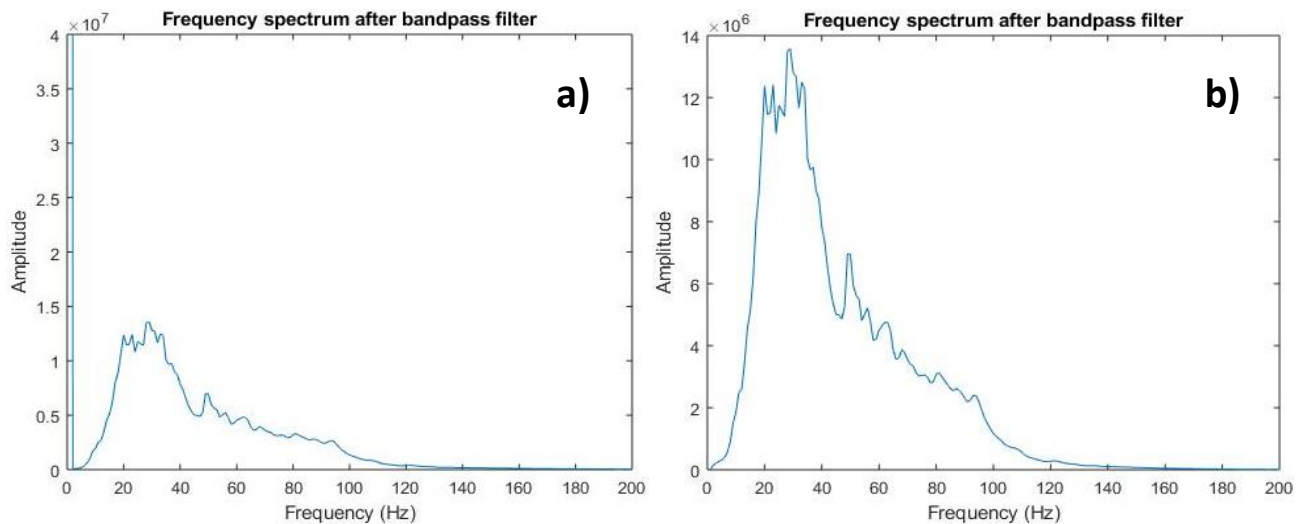 Frequency spectrum after bandpass filter
×10⁷
4
3.5
3
2.5
2
1.5
1
0.5
0
Amplitude
a)
0 20 40 60 80 100 120 140 160 180 200
Frequency (Hz)
Frequency spectrum after bandpass filter
×10⁶
14
12
10
8
6
4
2
0
Amplitude
b)
0 20 40 60 80 100 120 140 160 180 200
Frequency (Hz)